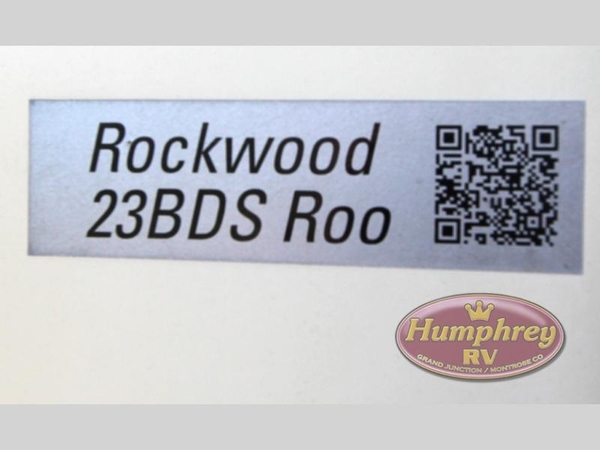 Rockwood
23BDS Roo
Humphrey
RV
GRAND JUNCTION / MONTROSE CO